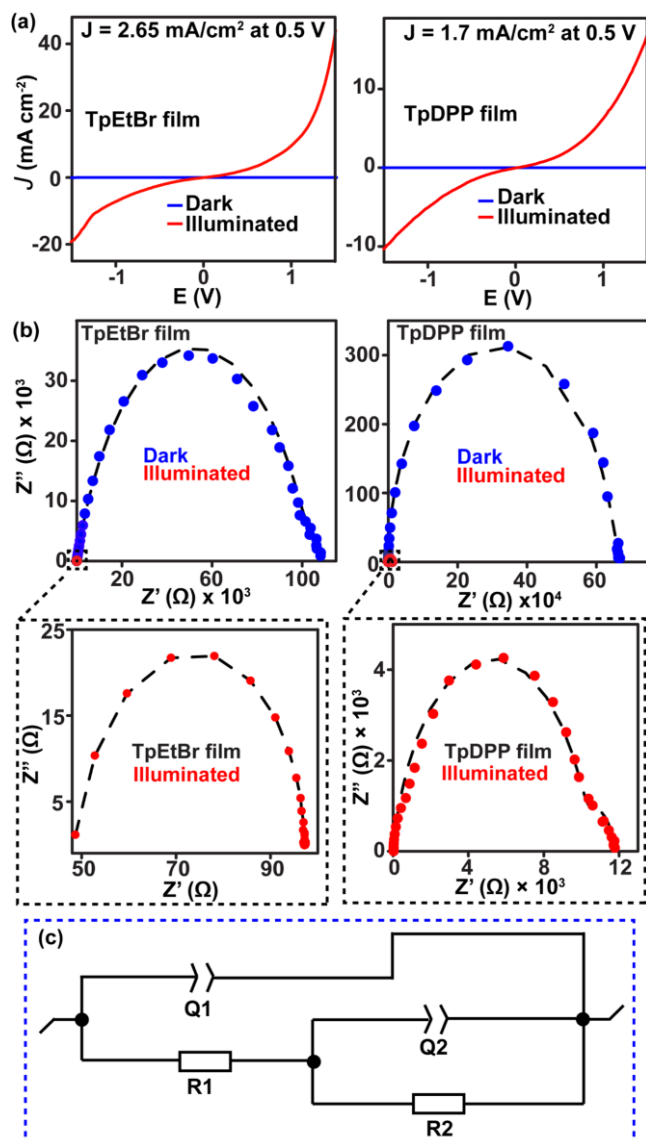 (a)
J = 2.65 mA/cm² at 0.5 V
J = 1.7 mA/cm² at 0.5 V
40
20
0
-20
J (mA cm⁻²)
TpEtBr film
Dark
Illuminated
-1 0 1
E (V)
10
0
-10
TpDPP film
Dark
Illuminated
-1 0 1
E (V)
(b)
TpEtBr film
30
20
10
0
Z'' (Ω) x 10³
Dark
Illuminated
20 60 100
Z' (Ω) x 10³
TpDPP film
300
200
100
0
Dark
Illuminated
0 20 40 60
Z' (Ω) x10⁴
25
15
5
Z'' (Ω)
TpEtBr film
Illuminated
50 70 90
Z' (Ω)
4
2
0
Z'' (Ω) × 10³
TpDPP film
Illuminated
0 4 8 12
Z' (Ω) × 10³
(c)
Q1
Q2
R1
R2